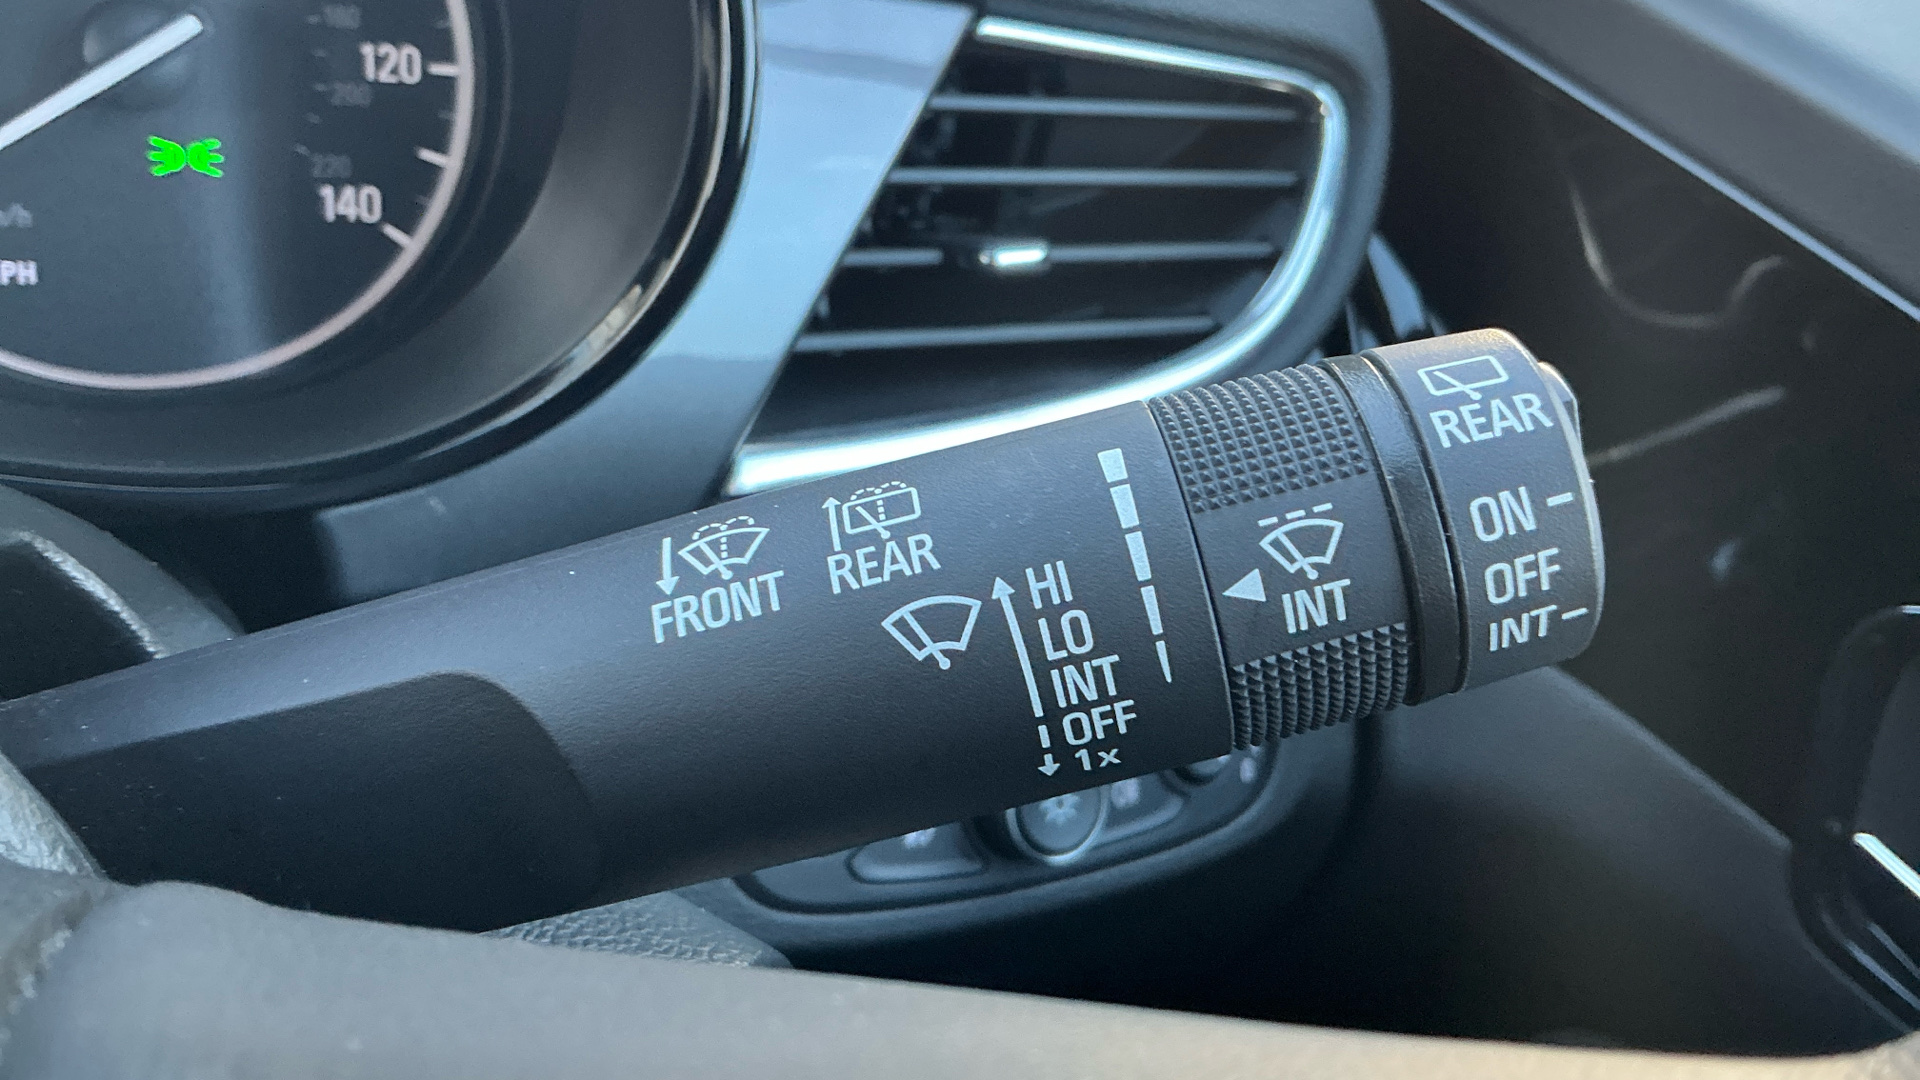 120
140
PH
FRONT
REAR
HI
LO
INT
OFF
1x
INT
REAR
ON
OFF
INT